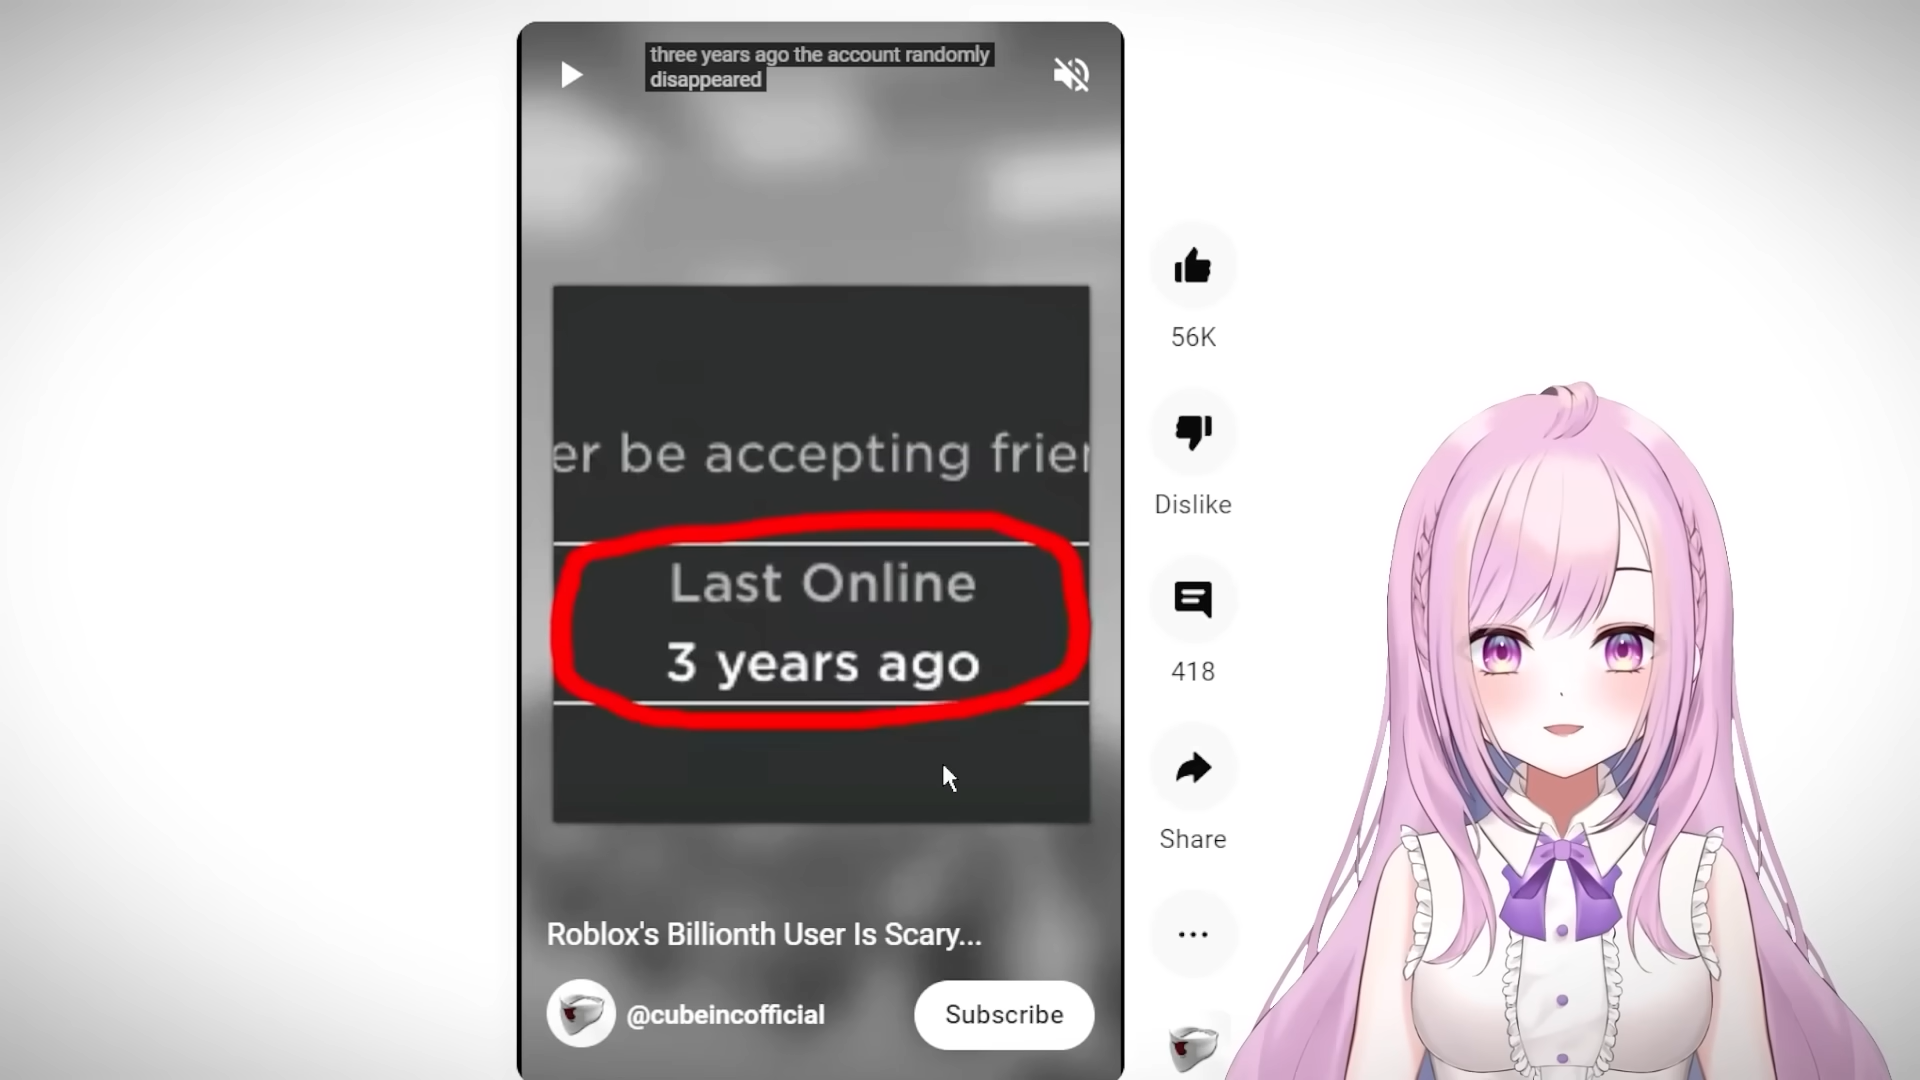 three years ago the account randomly
disappeared
er be accepting frien
Last Online
3 years ago
56K
Dislike
418
Share
Roblox's Billionth User Is Scary...
@cubeincofficial
Subscribe